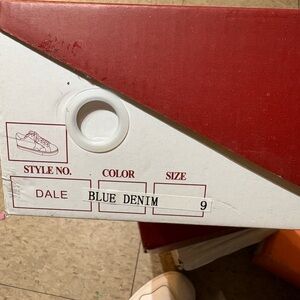 STYLE NO. COLOR SIZE
DALE BLUE DENIM 9